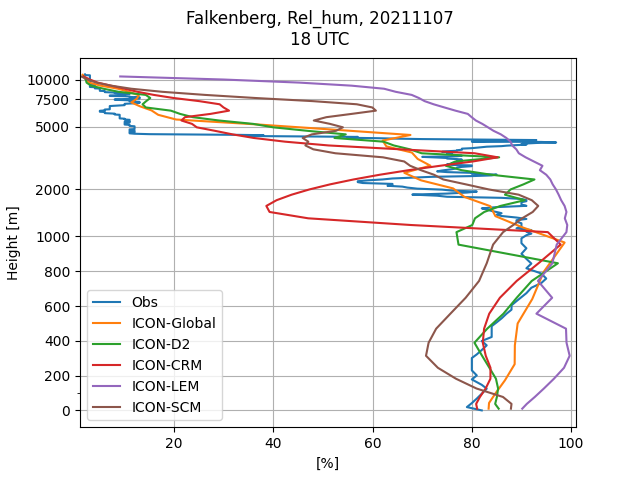 Falkenberg, Rel_hum, 20211107
18 UTC
10000
7500
5000
2000
1000
800
600
400
200
0
Height [m]
Obs
ICON-Global
ICON-D2
ICON-CRM
ICON-LEM
ICON-SCM
20
40
60
80
100
[%]